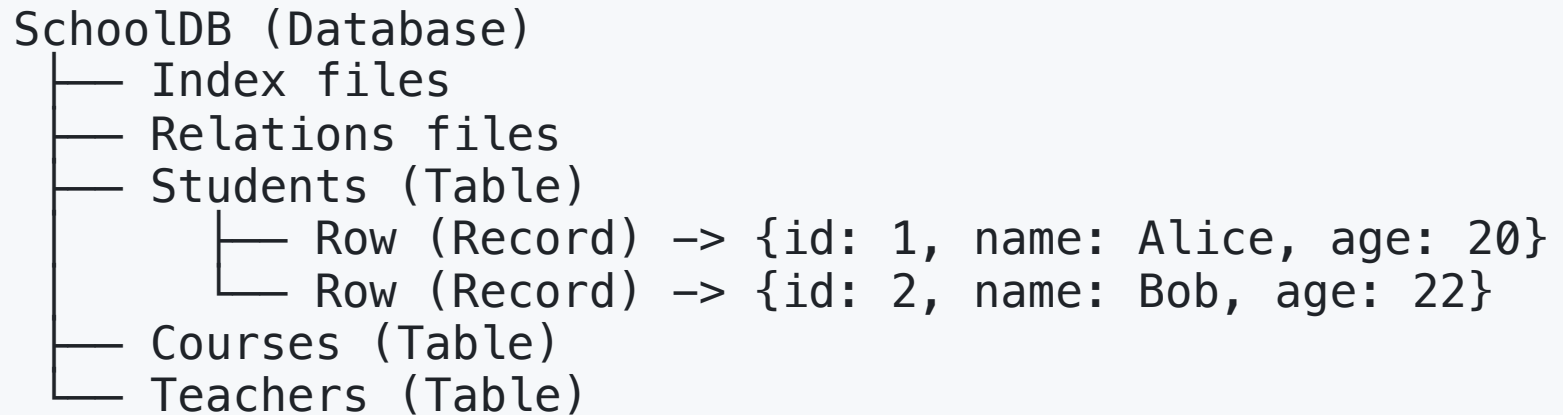 SchoolDB (Database)
├── Index files
├── Relations files
├── Students (Table)
│    ├── Row (Record) −> {id: 1, name: Alice, age: 20}
│    └── Row (Record) −> {id: 2, name: Bob, age: 22}
├── Courses (Table)
└── Teachers (Table)